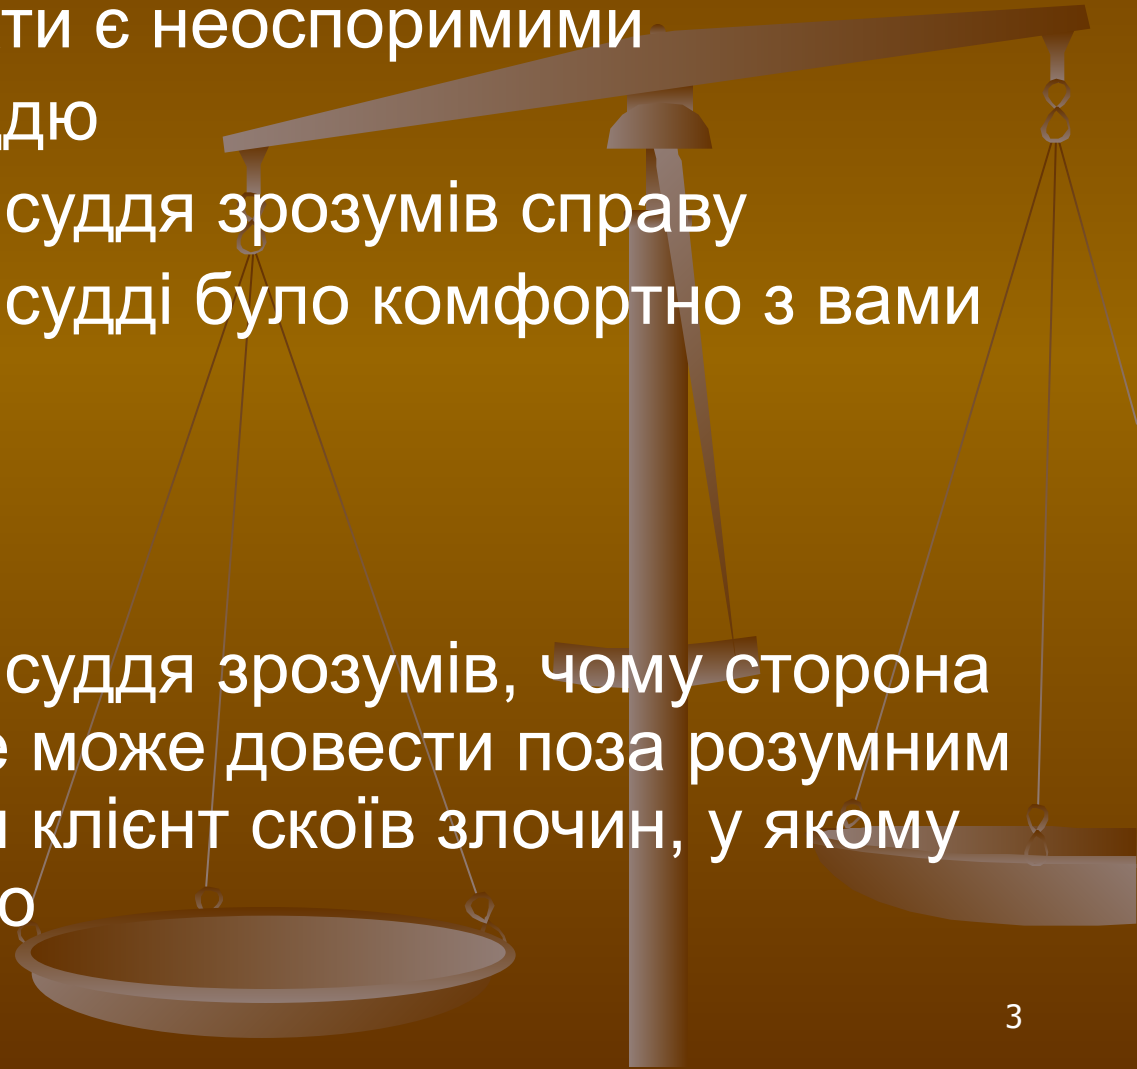 ти є неоспоримими
ддю
суддя зрозумів справу
судді було комфортно з вами
суддя зрозумів, чому сторона
е може довести поза розумним
клієнт скоїв злочин, у якому
ю
3